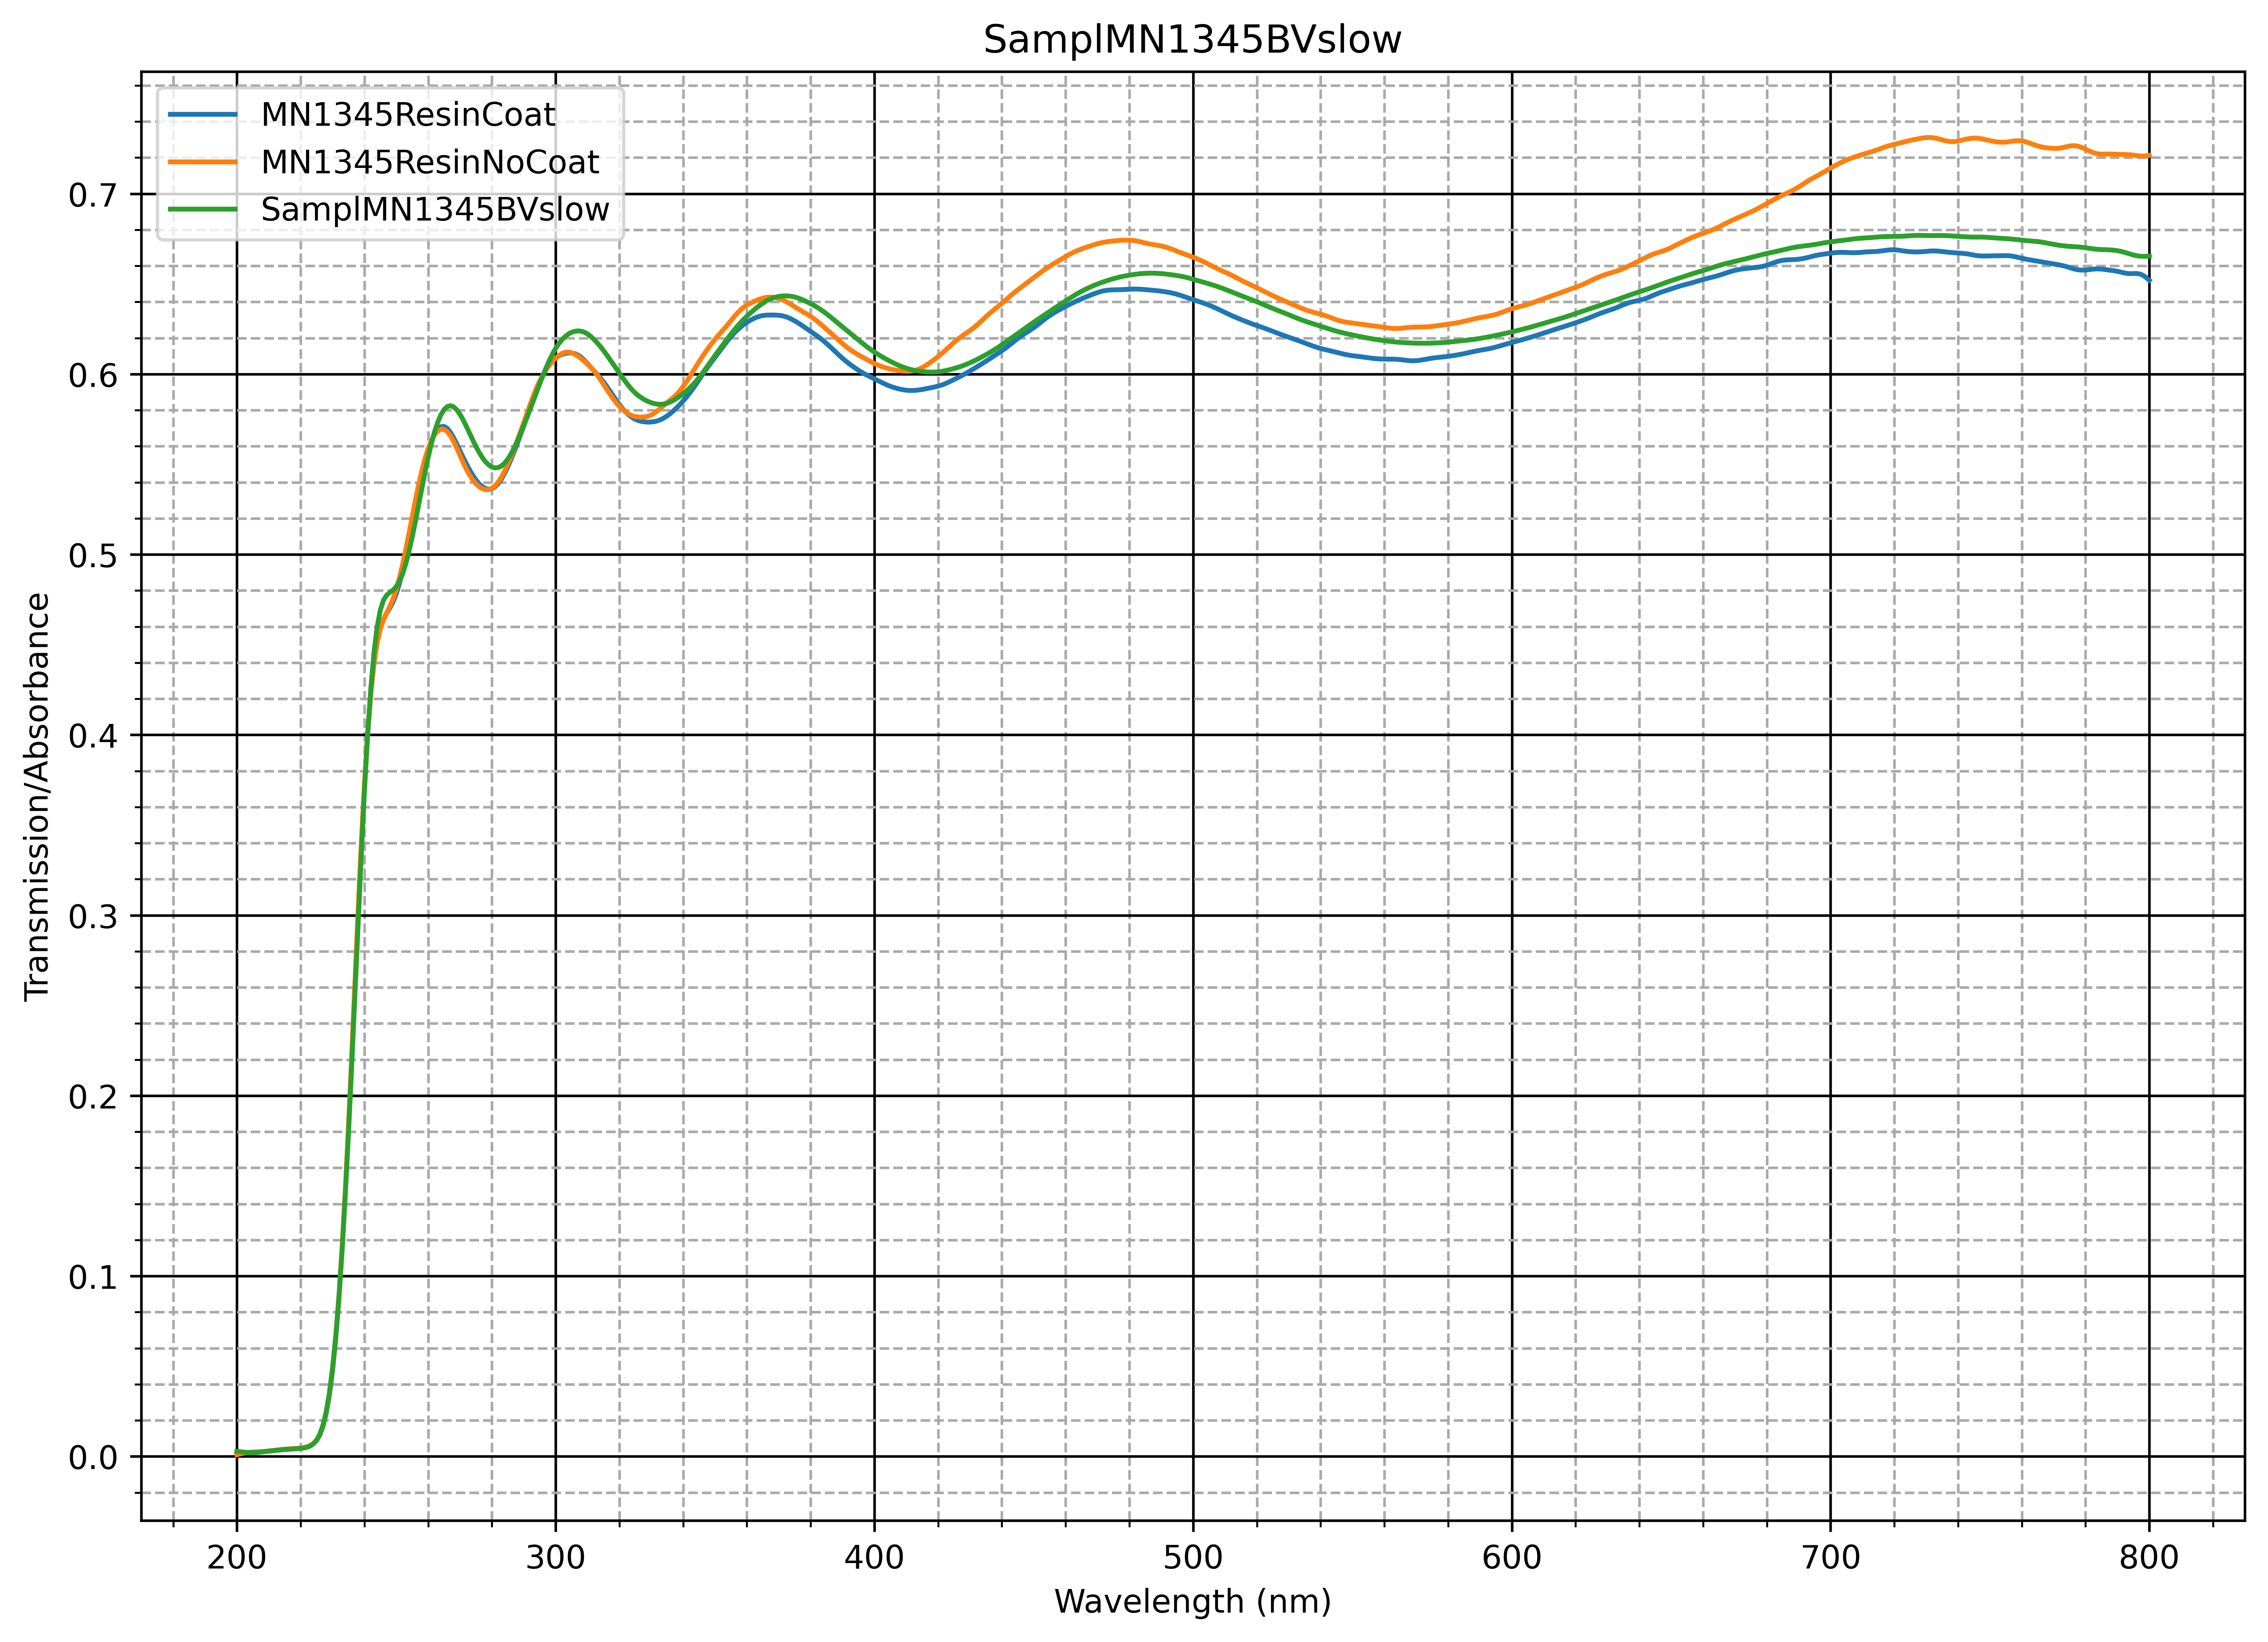 SamplMN1345BVslow
MN1345ResinCoat
MN1345ResinNoCoat
SamplMN1345BVslow
Transmission/Absorbance
0.7
0.6
0.5
0.4
0.3
0.2
0.1
0.0
200 300 400 500 600 700 800
Wavelength (nm)